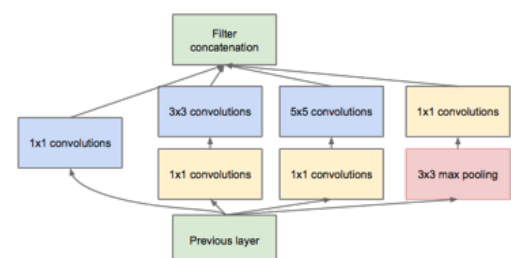 Filter
concatenation
3x3 convolutions
5x5 convolutions
1x1 convolutions
1x1 convolutions
1x1 convolutions
1x1 convolutions
3x3 max pooling
Previous layer